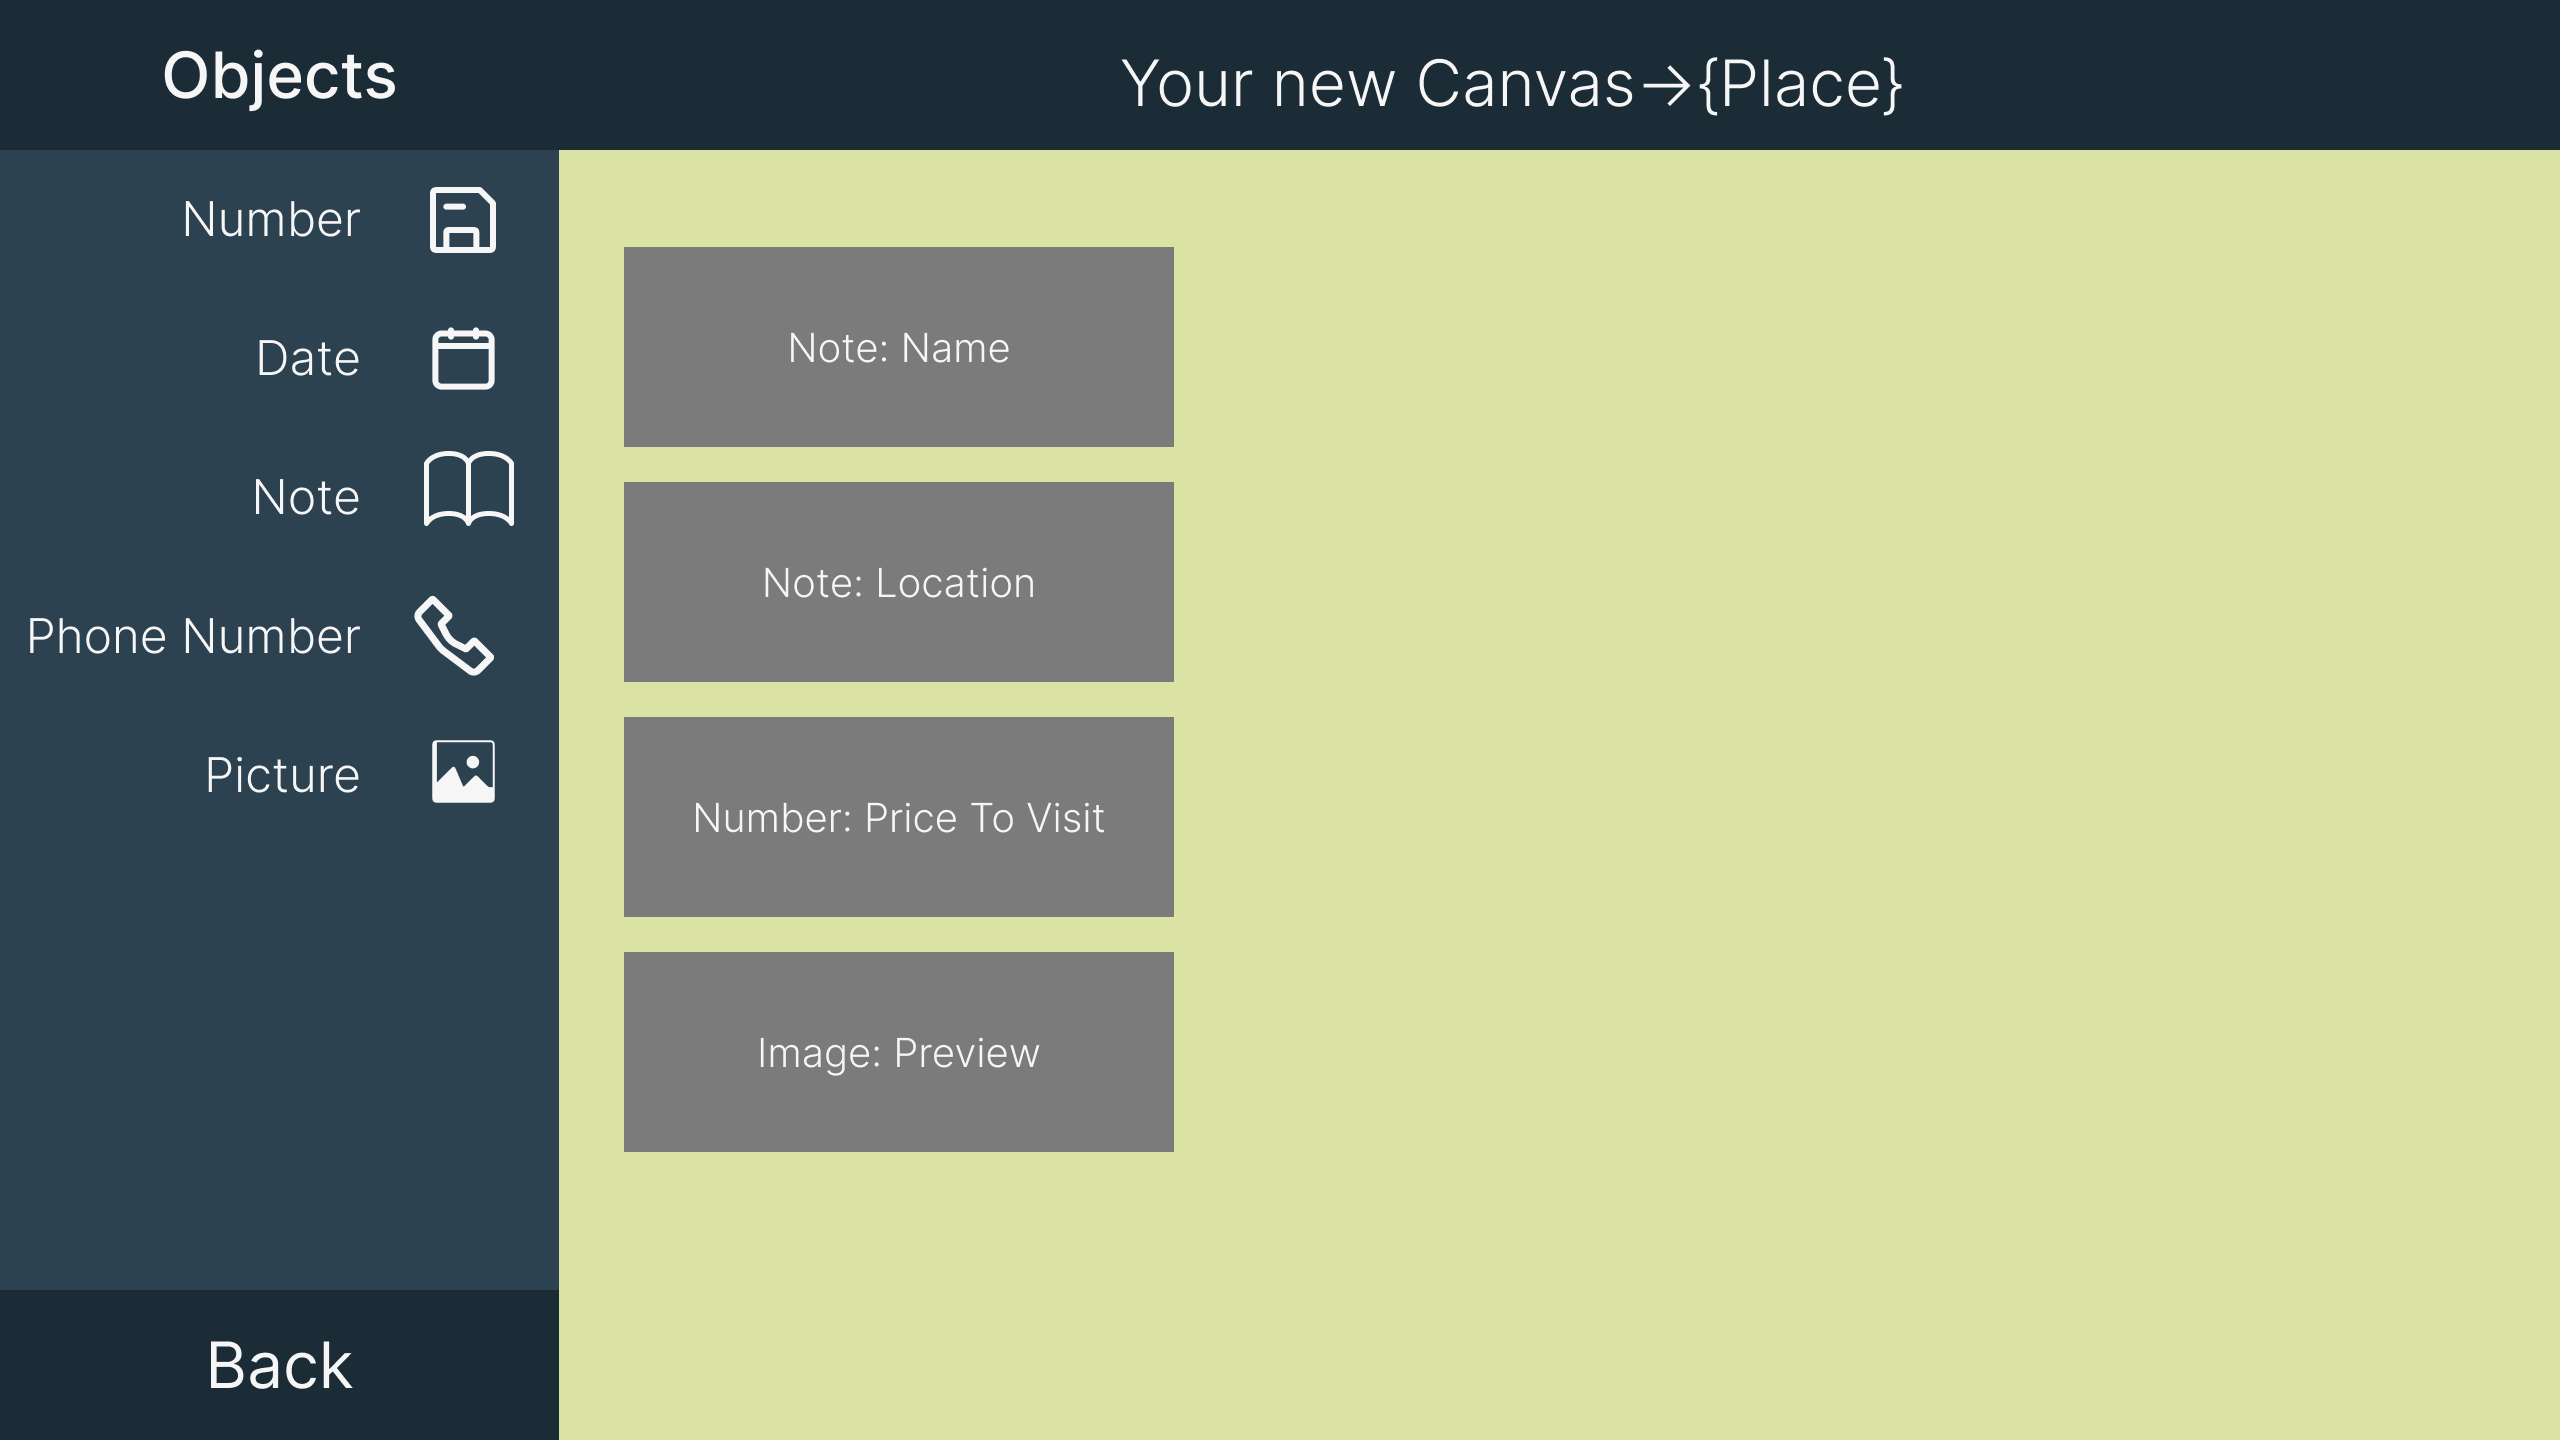 Objects
Your new Canvas→{Place}
Number
Date
Note
Phone Number
Picture
Back
Note: Name
Note: Location
Number: Price To Visit
Image: Preview